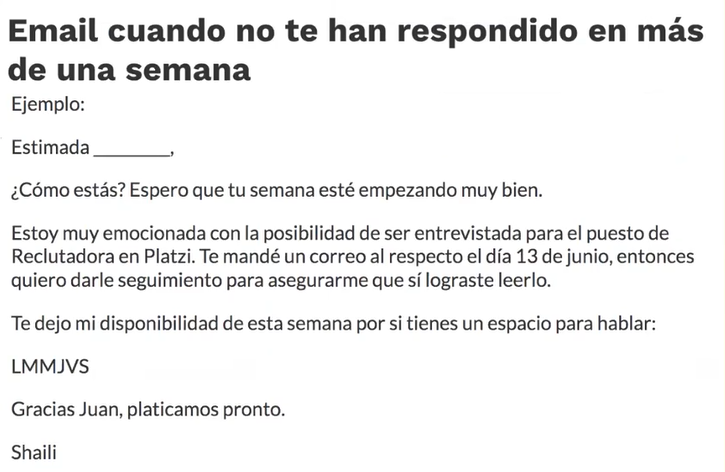 Email cuando no te han respondido en más
de una semana
Ejemplo:
Estimada ________,
¿Cómo estás? Espero que tu semana esté empezando muy bien.
Estoy muy emocionada con la posibilidad de ser entrevistada para el puesto de
Reclutadora en Platzi. Te mandé un correo al respecto el día 13 de junio, entonces
quiero darle seguimiento para asegurarme que sí lograste leerlo.
Te dejo mi disponibilidad de esta semana por si tienes un espacio para hablar:
LMMJVS
Gracias Juan, platicamos pronto.
Shaili